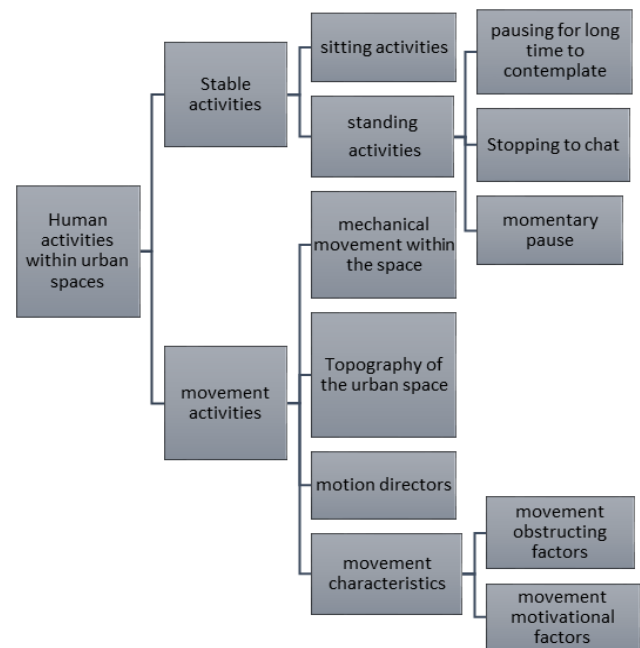 Human
activities
within urban
spaces
Stable
activities
sitting activities
standing
activities
pausing for long
time to
contemplate
Stopping to chat
momentary
pause
movement
activities
mechanical
movement within
the space
Topography of
the urban space
motion directors
movement
characteristics
movement
obstructing
factors
movement
motivational
factors